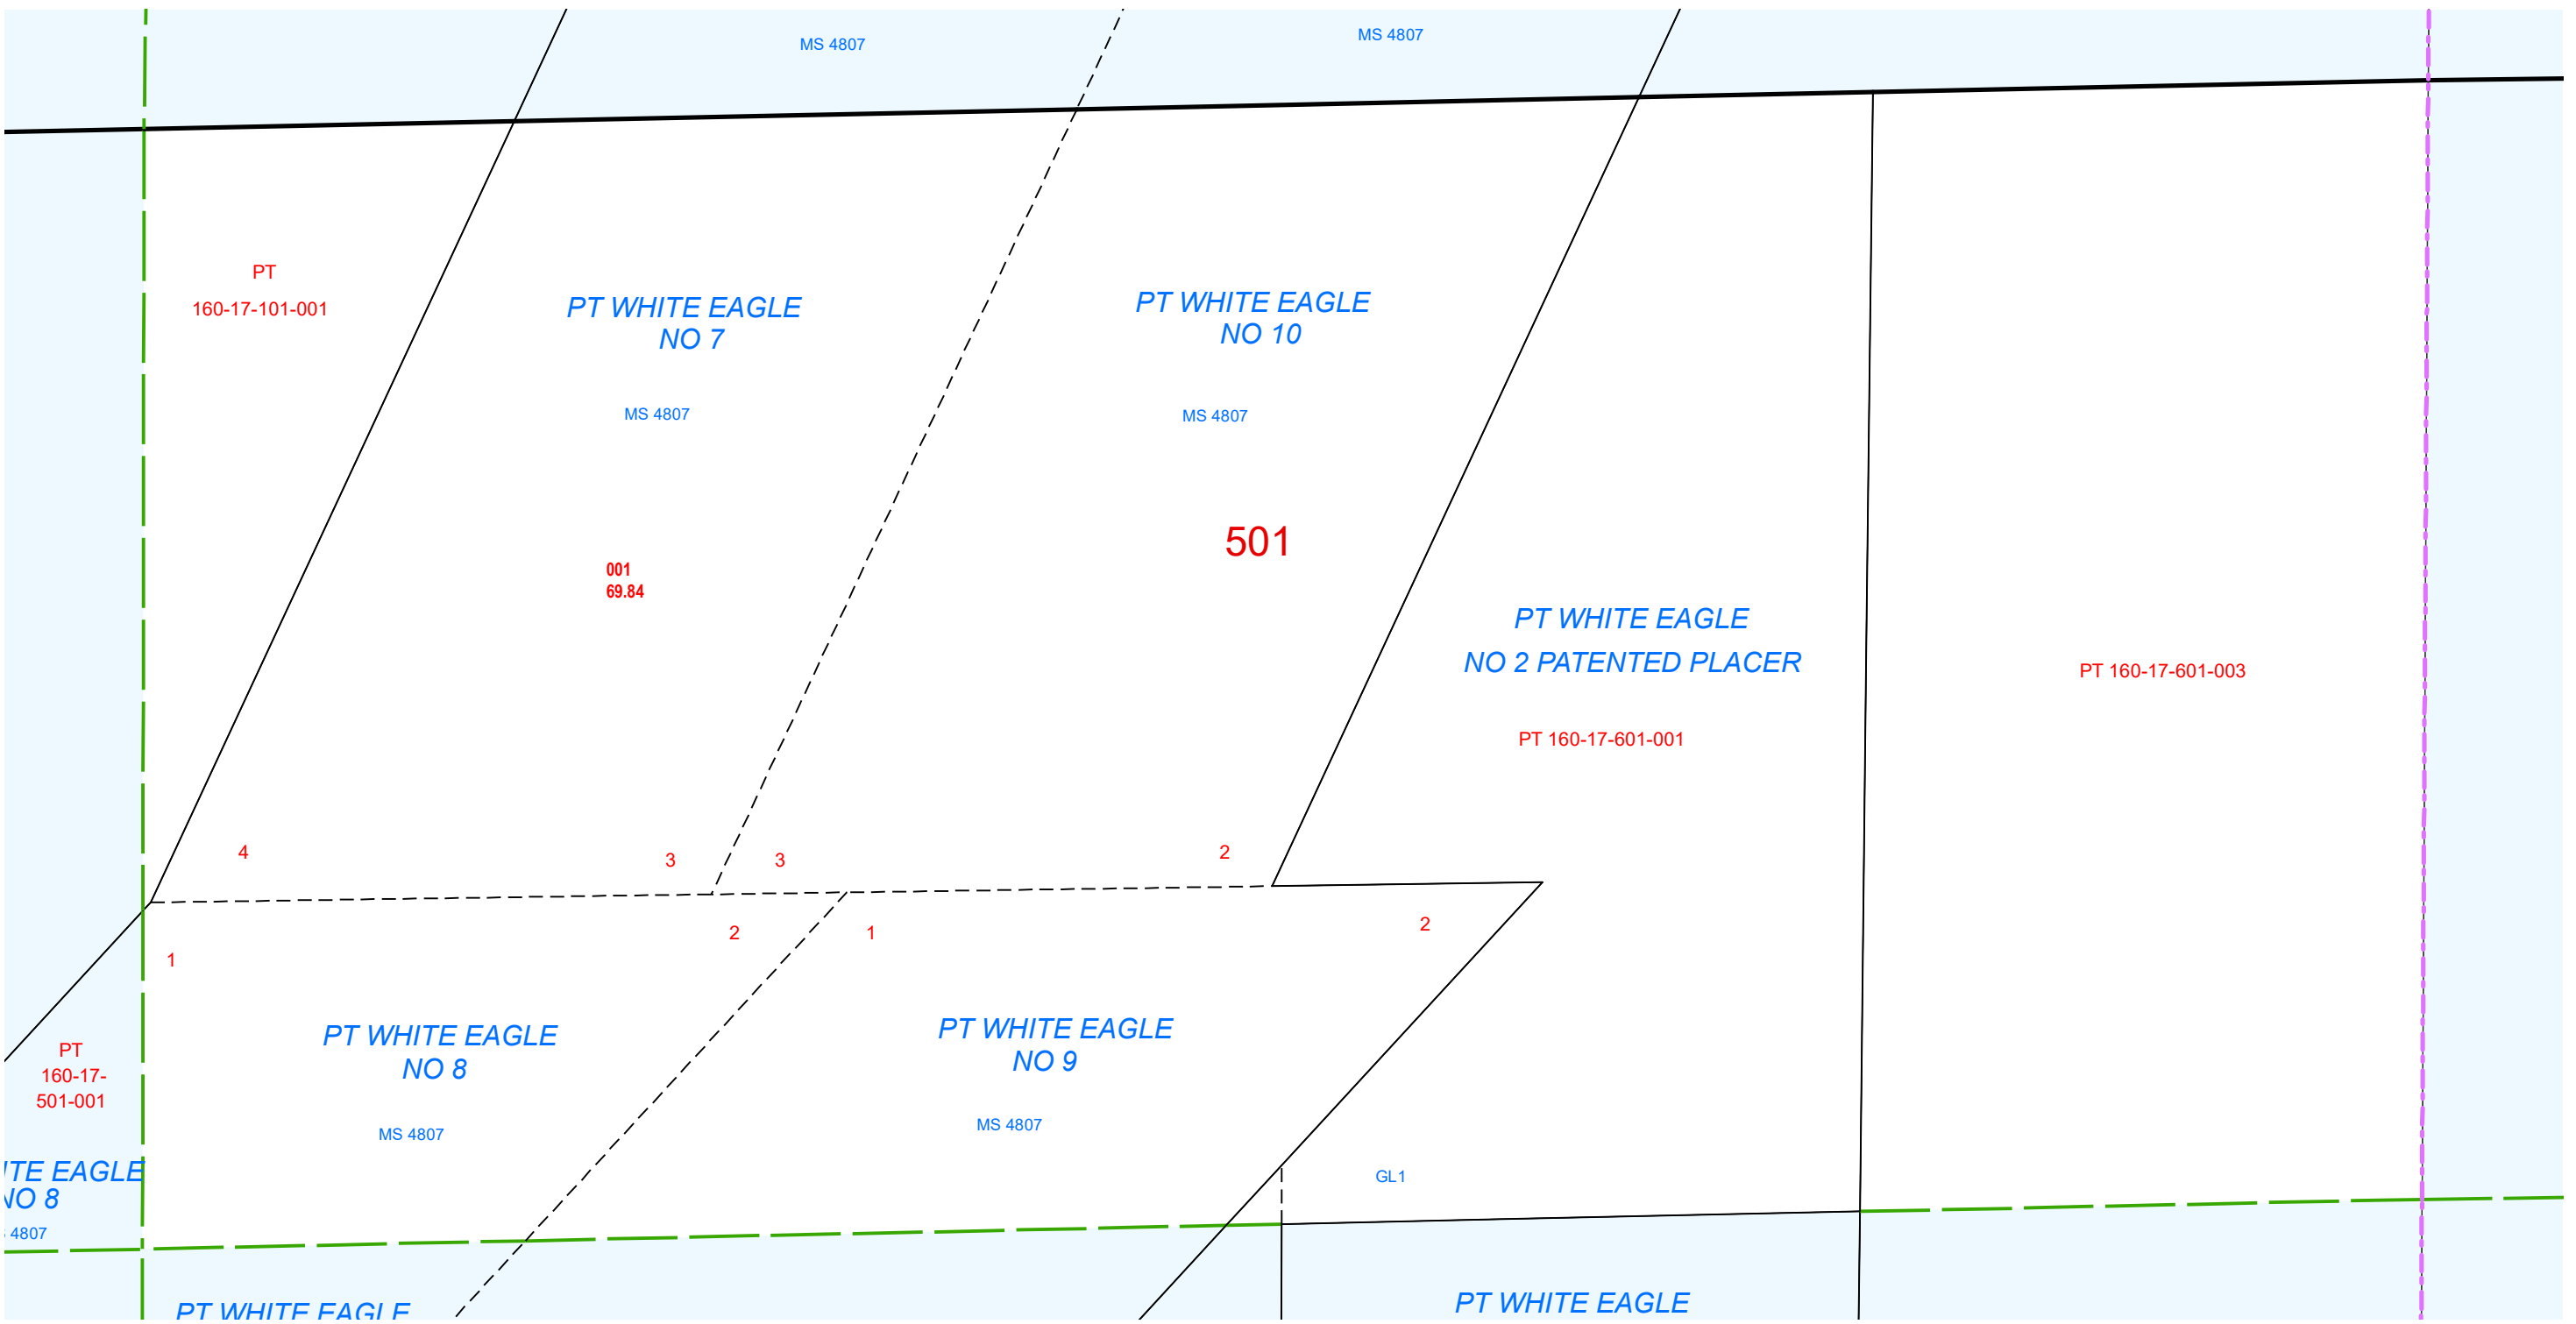 MS 4807
MS 4807
PT
160-17-101-001
PT WHITE EAGLE
NO 7
MS 4807
PT WHITE EAGLE
NO 10
MS 4807
501
001
69.84
PT WHITE EAGLE
NO 2 PATENTED PLACER
PT 160-17-601-001
PT 160-17-601-003
4
3
3
2
1
2
1
2
PT WHITE EAGLE
NO 8
MS 4807
PT WHITE EAGLE
NO 9
MS 4807
PT
160-17-
501-001
ITE EAGLE
NO 8
4807
GL1
PT WHITE EAGLE
PT WHITE EAGLE